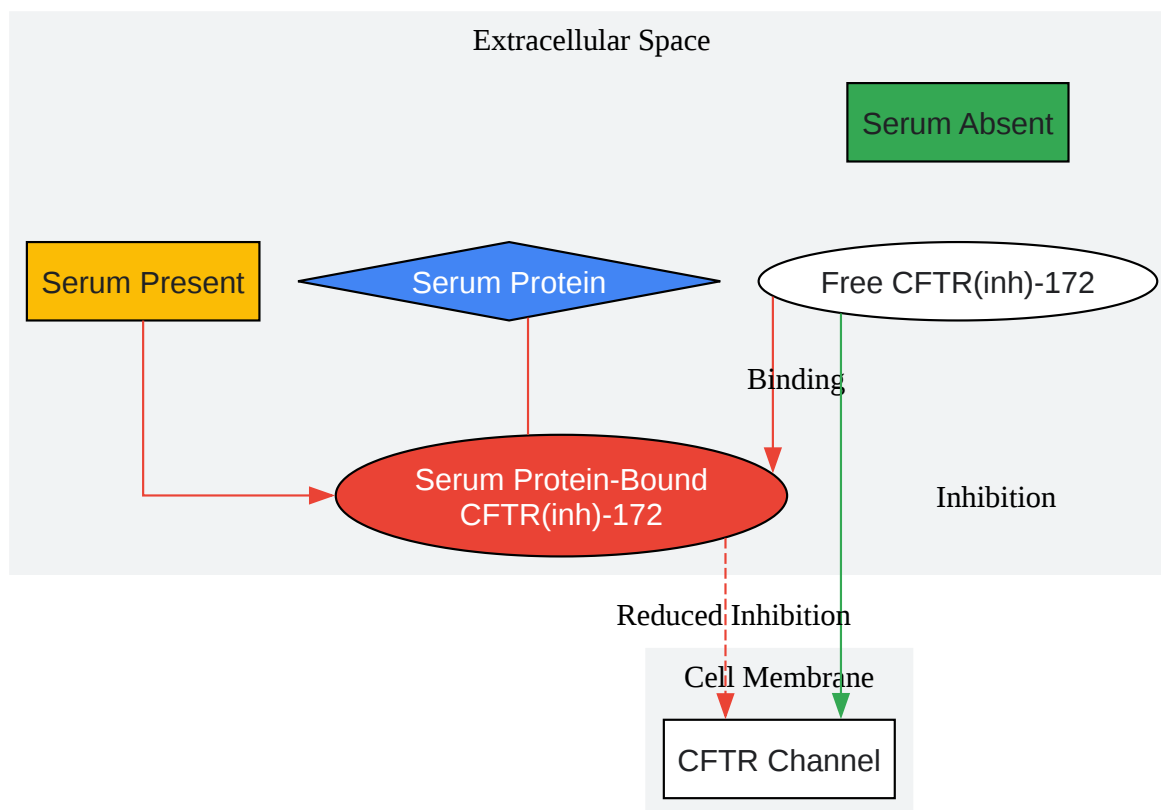 Extracellular Space
Serum Absent
Serum Present
Serum Protein
Free CFTR(inh)-172
Binding
Serum Protein-Bound
CFTR(inh)-172
Inhibition
Reduced Inhibition
Cell Membrane
CFTR Channel